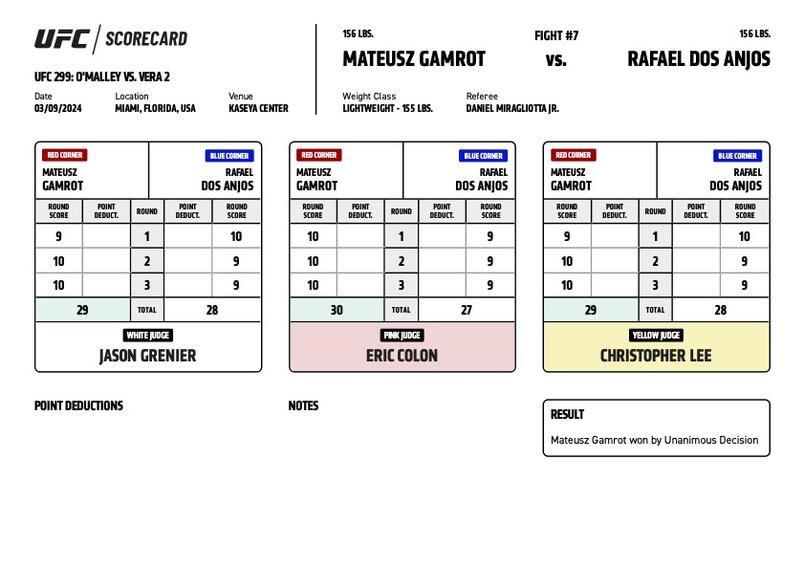 UFC / SCORECARD
UFC 299: O'MALLEY VS. VERA 2
Date Location Venue
03/09/2024 MIAMI, FLORIDA, USA KASEYA CENTER
156 LBS. FIGHT #7 156 LBS.
MATEUSZ GAMROT vs. RAFAEL DOS ANJOS
Weight Class Referee
LIGHTWEIGHT - 155 LBS. DANIEL MIRAGLIOTTA JR.
RED CORNER BLUE CORNER
MATEUSZ RAFAEL
GAMROT DOS ANJOS
ROUND SCORE POINT DEDUCT. ROUND POINT DEDUCT. ROUND SCORE
9 1 10
10 2 9
10 3 9
29 TOTAL 28
WHITE JUDGE
JASON GRENIER
RED CORNER BLUE CORNER
MATEUSZ RAFAEL
GAMROT DOS ANJOS
ROUND SCORE POINT DEDUCT. ROUND POINT DEDUCT. ROUND SCORE
10 1 9
10 2 9
10 3 9
30 TOTAL 27
PINK JUDGE
ERIC COLON
RED CORNER BLUE CORNER
MATEUSZ RAFAEL
GAMROT DOS ANJOS
ROUND SCORE POINT DEDUCT. ROUND POINT DEDUCT. ROUND SCORE
9 1 10
10 2 9
10 3 9
29 TOTAL 28
YELLOW JUDGE
CHRISTOPHER LEE
POINT DEDUCTIONS
NOTES
RESULT
Mateusz Gamrot won by Unanimous Decision